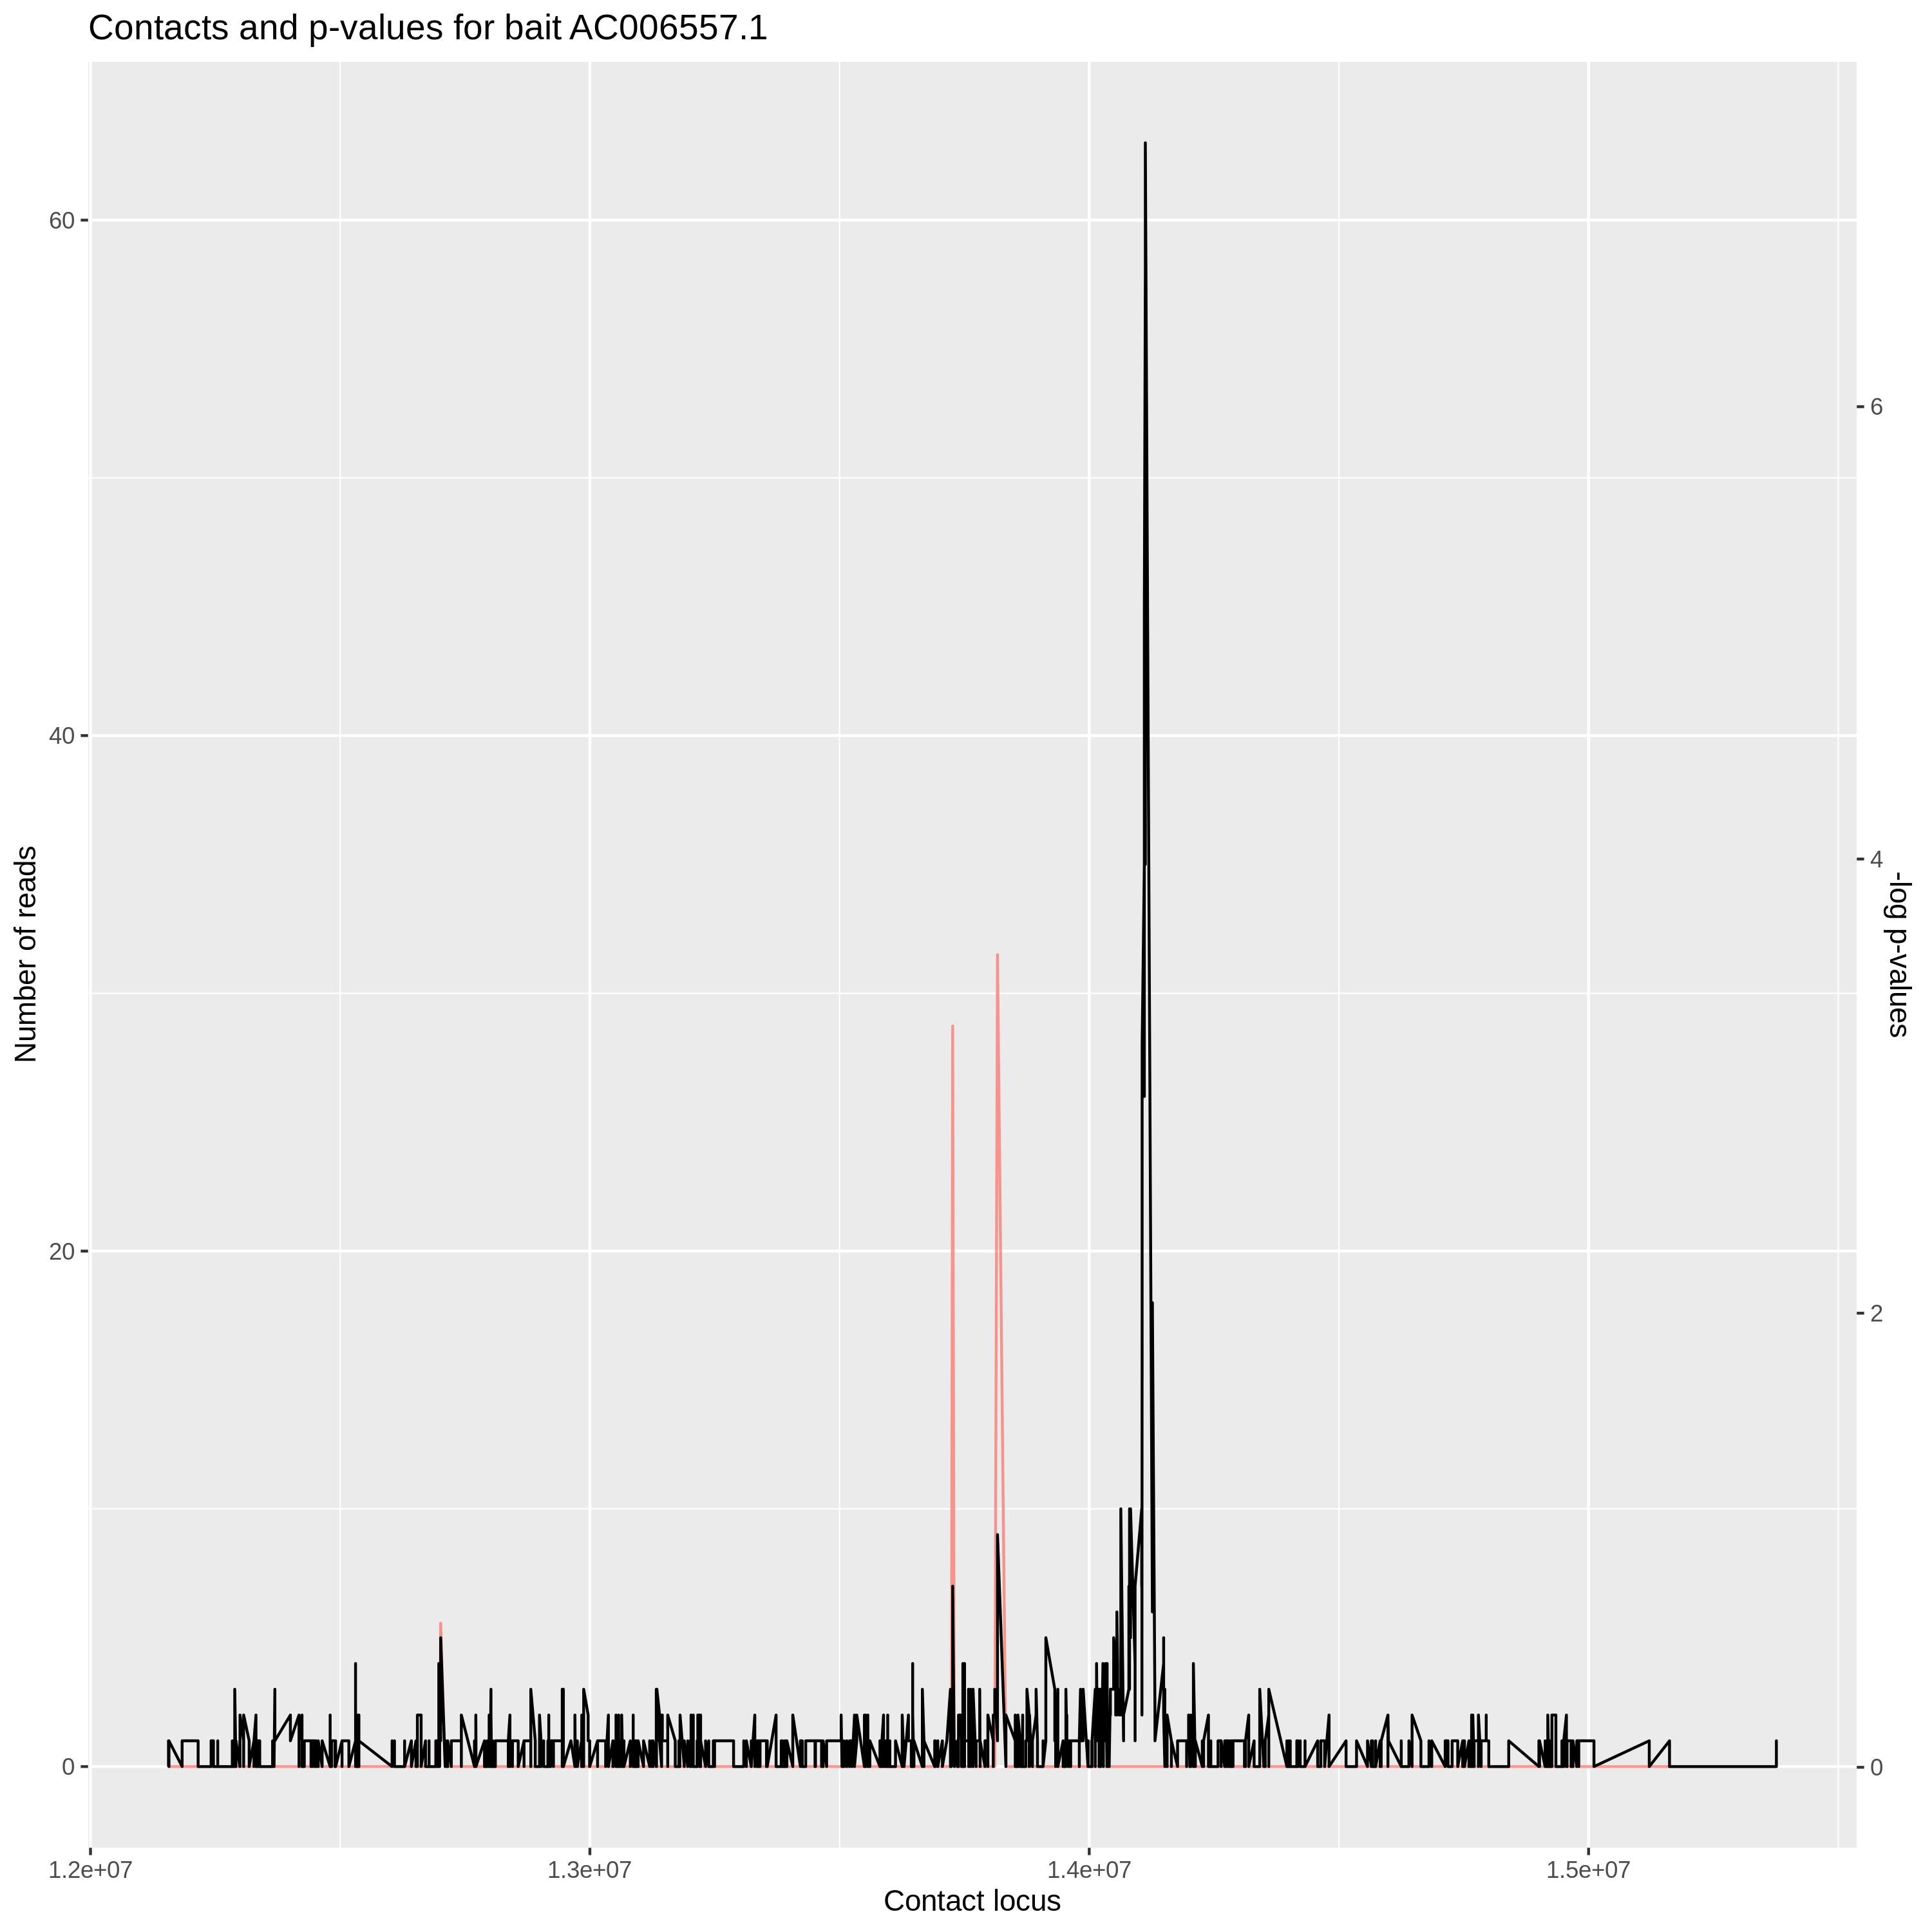 Contacts and p-values for bait AC006557.1
60
40
20
0
Number of reads
6
4
2
0
-log p-values
1.2e+07
1.3e+07
1.4e+07
1.5e+07
Contact locus